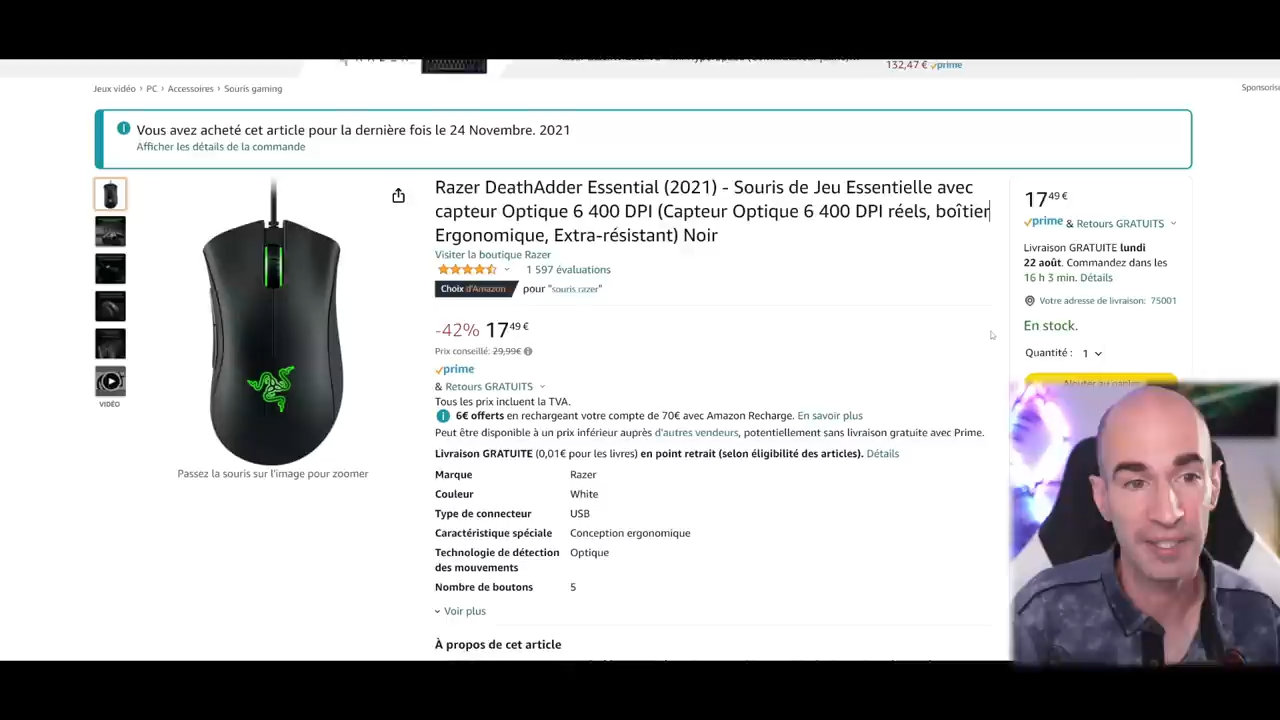 132,47 € prime
Jeux vidéo › PC › Accessoires › Souris gaming
Sponsorisé
Vous avez acheté cet article pour la dernière fois le 24 Novembre. 2021
Afficher les détails de la commande
Razer DeathAdder Essential (2021) - Souris de Jeu Essentielle avec
capteur Optique 6 400 DPI (Capteur Optique 6 400 DPI réels, boîtier
Ergonomique, Extra-résistant) Noir
Visiter la boutique Razer
1 597 évaluations
Choix d'Amazon pour "souris razer"
-42% 17,49 €
Prix conseillé: 29,99€
prime
& Retours GRATUITS
Tous les prix incluent la TVA.
6€ offerts en rechargeant votre compte de 70€ avec Amazon Recharge. En savoir plus
Peut être disponible à un prix inférieur auprès d'autres vendeurs, potentiellement sans livraison gratuite avec Prime.
Livraison GRATUITE (0,01€ pour les livres) en point retrait (selon éligibilité des articles). Détails
Marque Razer
Couleur White
Type de connecteur USB
Caractéristique spéciale Conception ergonomique
Technologie de détection Optique
des mouvements
Nombre de boutons 5
Voir plus
À propos de cet article
VIDÉO
Passez la souris sur l'image pour zoomer
17,49 €
prime & Retours GRATUITS
Livraison GRATUITE lundi
22 août. Commandez dans les
16 h 3 min. Détails
Votre adresse de livraison: 75001
En stock.
Quantité : 1
Ajouter au panier